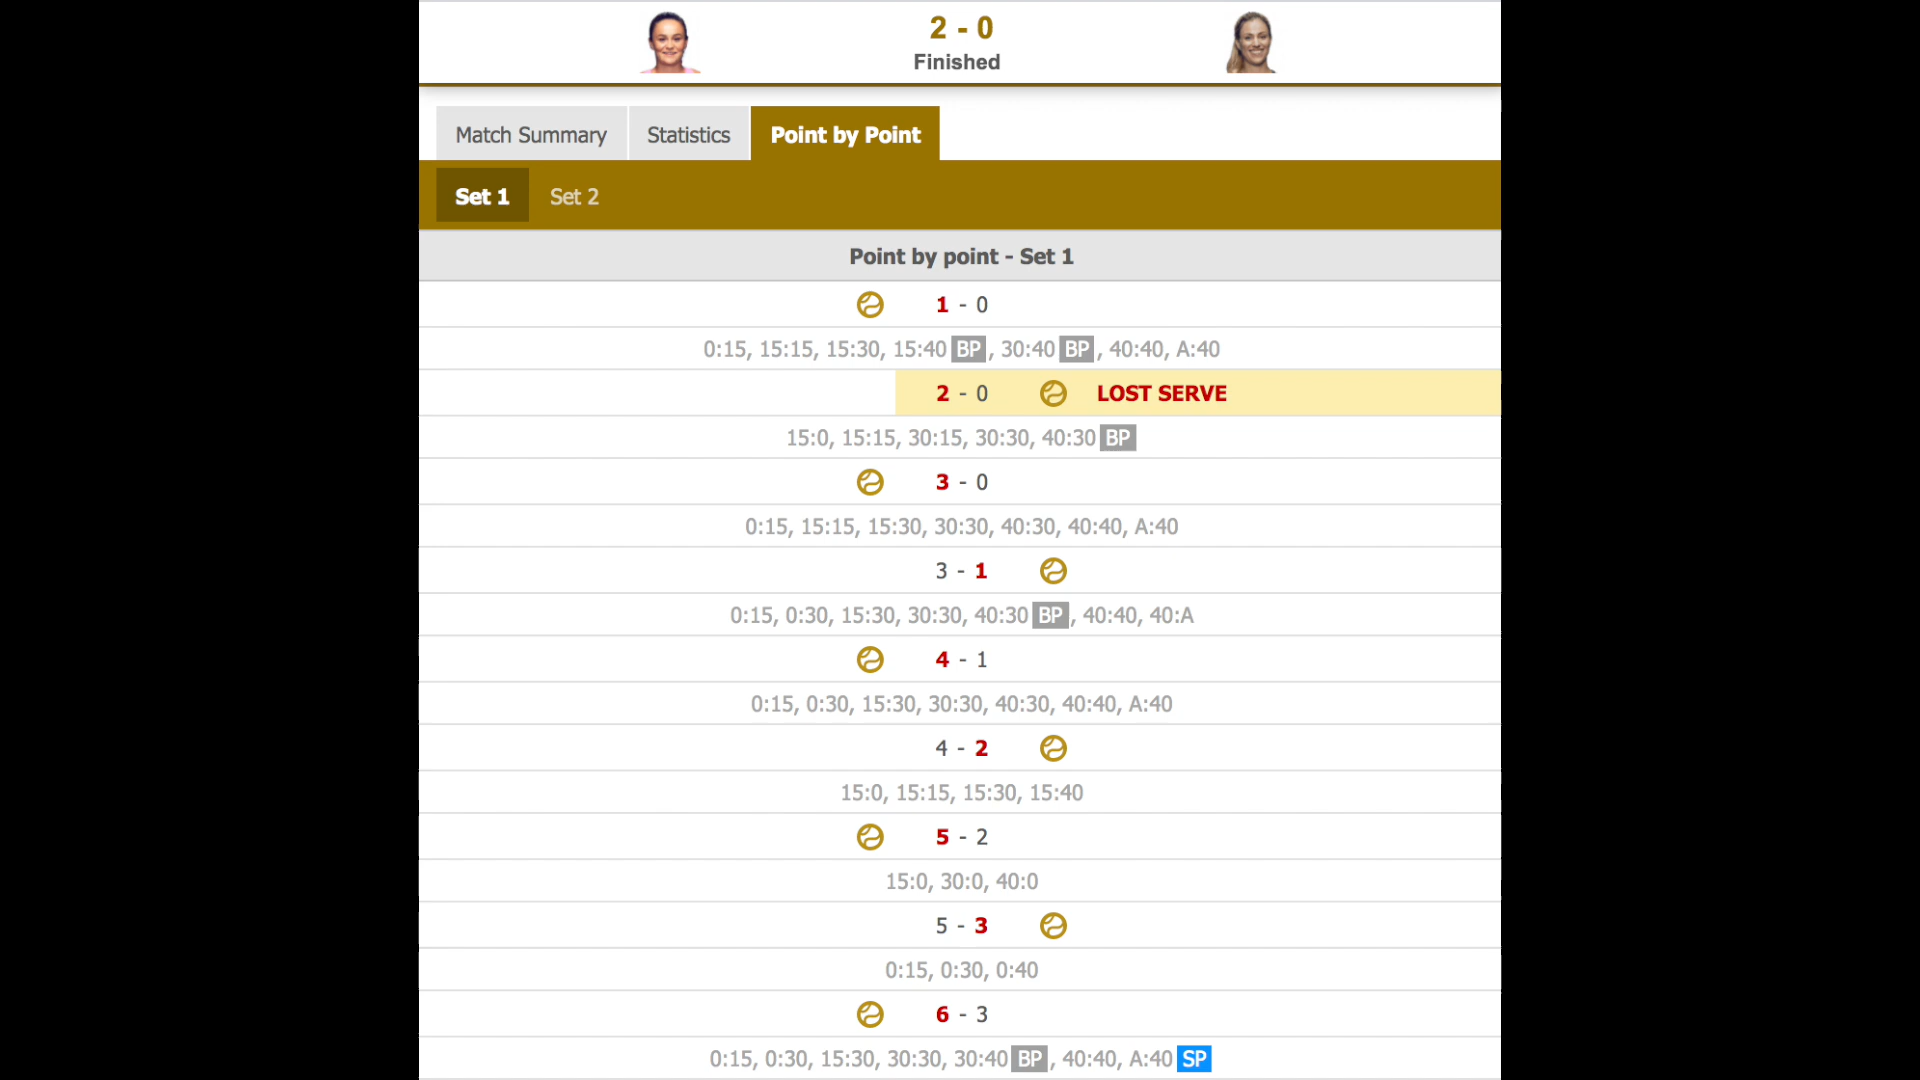 2 - 0
Finished
Match Summary Statistics Point by Point
Set 1 Set 2
Point by point - Set 1
1 - 0
0:15, 15:15, 15:30, 15:40 BP, 30:40 BP, 40:40, A:40
2 - 0 LOST SERVE
15:0, 15:15, 30:15, 30:30, 40:30 BP
3 - 0
0:15, 15:15, 15:30, 30:30, 40:30, 40:40, A:40
3 - 1
0:15, 0:30, 15:30, 30:30, 40:30 BP, 40:40, 40:A
4 - 1
0:15, 0:30, 15:30, 30:30, 40:30, 40:40, A:40
4 - 2
15:0, 15:15, 15:30, 15:40
5 - 2
15:0, 30:0, 40:0
5 - 3
0:15, 0:30, 0:40
6 - 3
0:15, 0:30, 15:30, 30:30, 30:40 BP, 40:40, A:40 SP